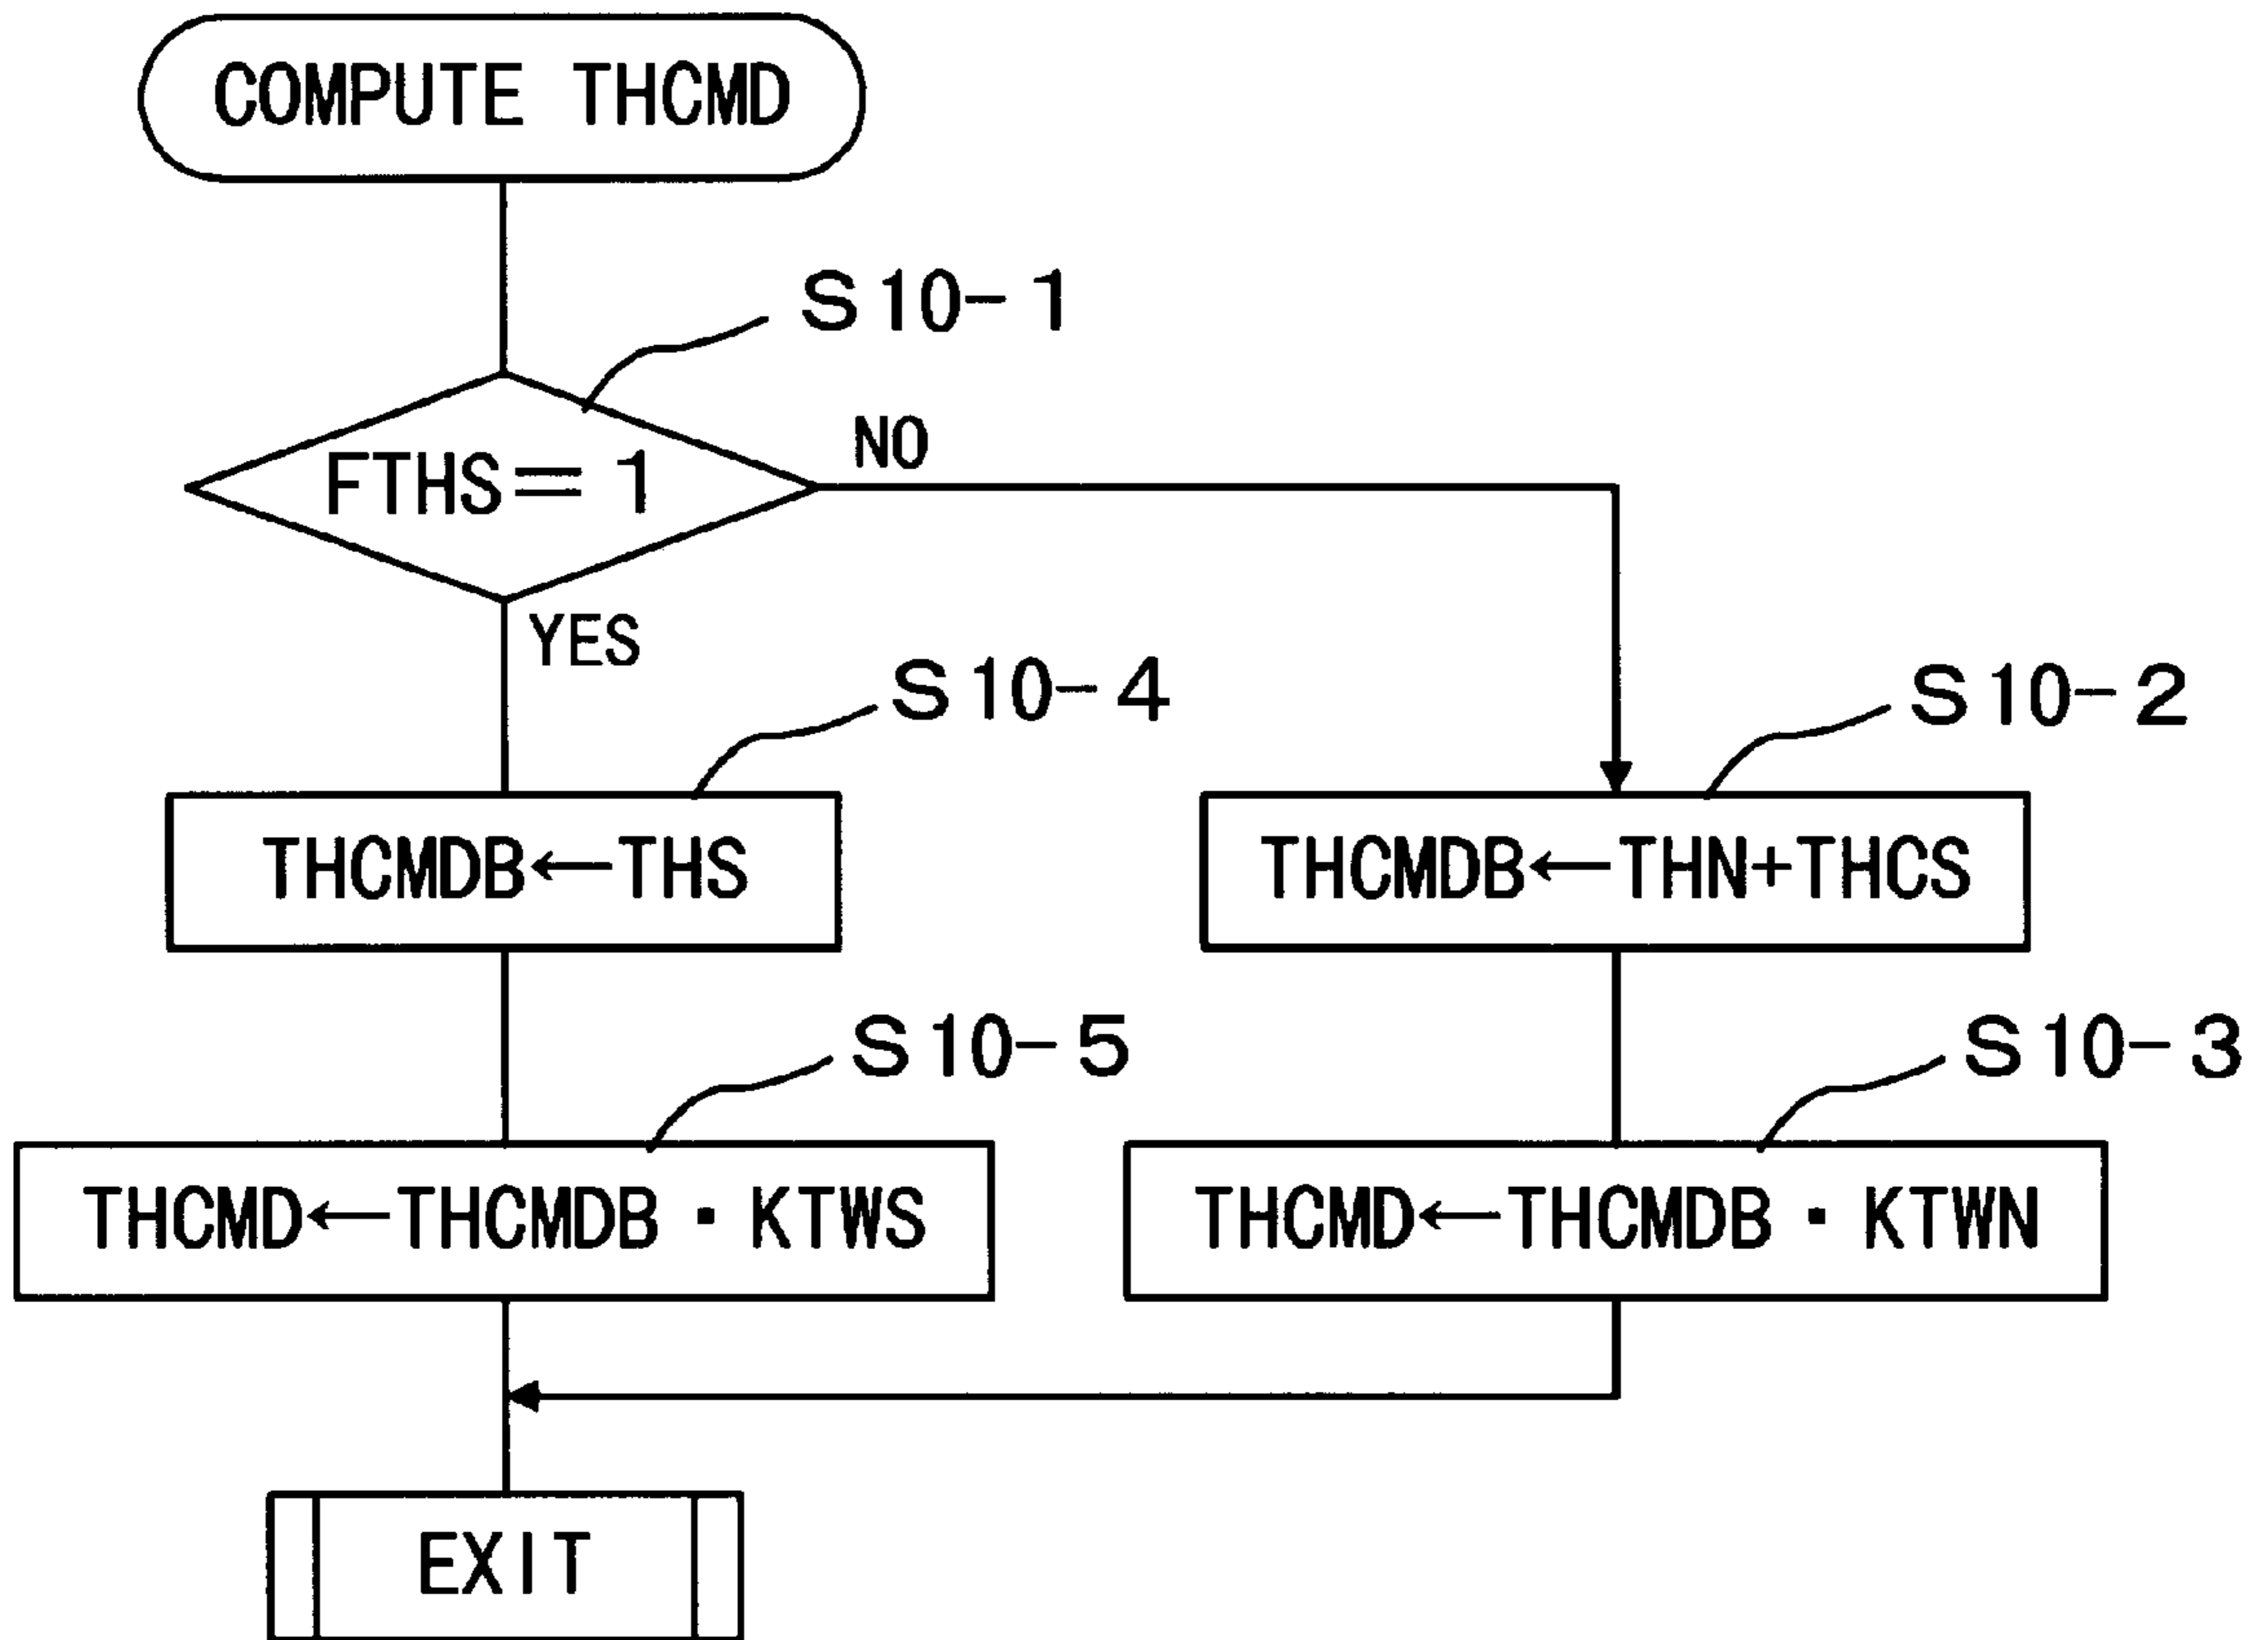 COMPUTE THCMD
S10-1
FTHS=1
NO
YES
S10-4
S10-2
THCMDB←THS
THCMDB←THN+THCS
S10-5
S10-3
THCMD←THCMDB・KTWS
THCMD←THCMDB・KTWN
EXIT